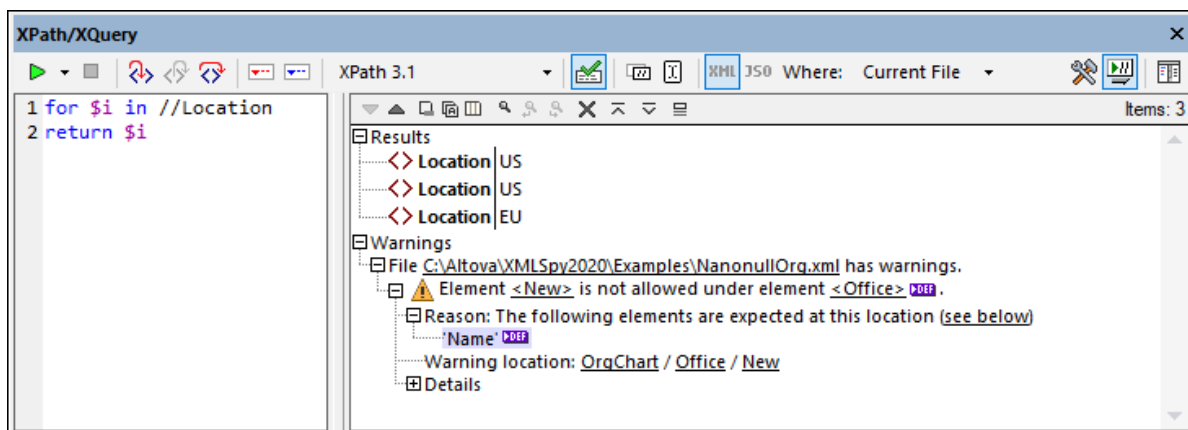 XPath/XQuery
XPath 3.1 XML JSO Where: Current File
1 for $i in //Location
2 return $i
Items: 3
Results
<> Location US
<> Location US
<> Location EU
Warnings
File C:\Altova\XMLSpy2020\Examples\NanonullOrg.xml has warnings.
Element <New> is not allowed under element <Office> DEF .
Reason: The following elements are expected at this location (see below)
'Name' DEF
Warning location: OrgChart / Office / New
Details